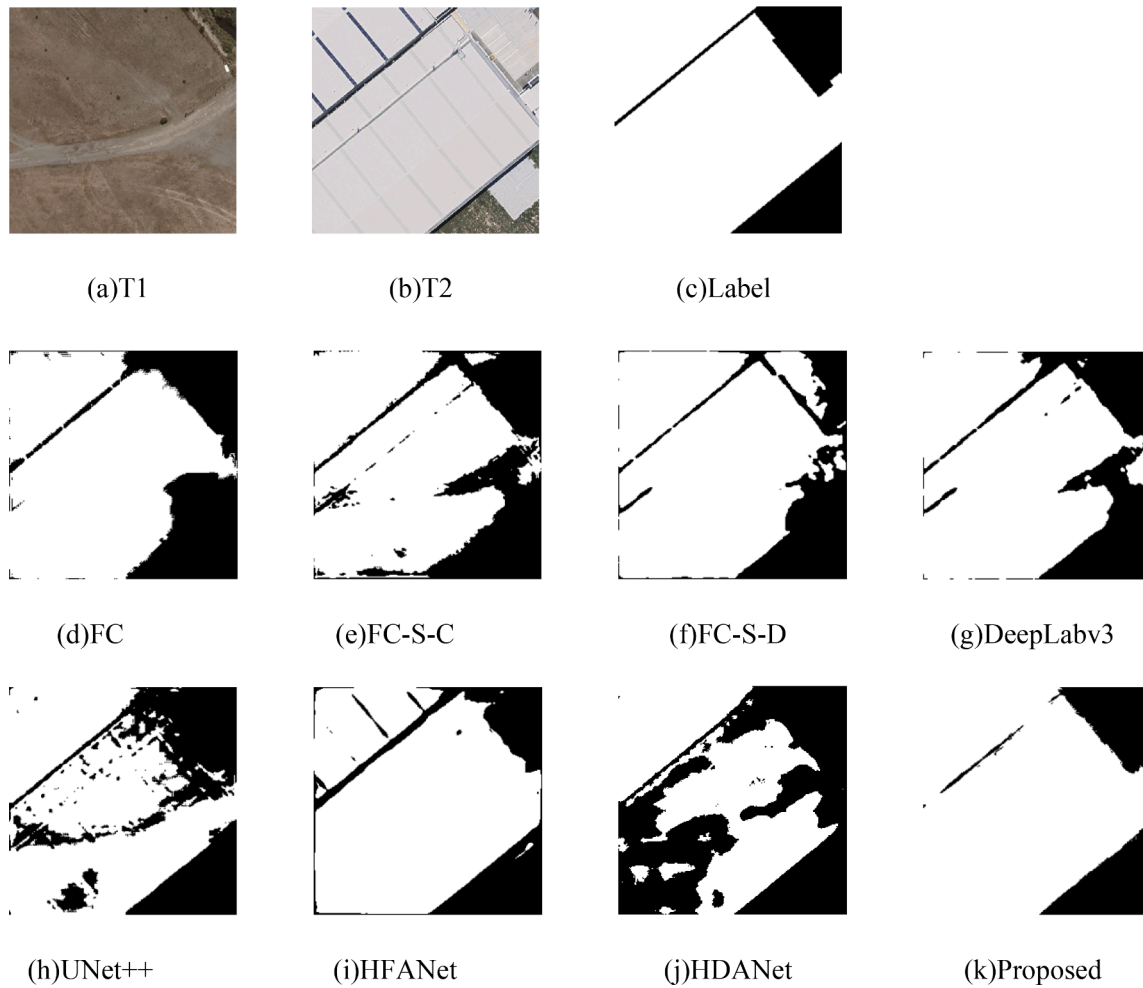 (a)T1 (b)T2 (c)Label
(d)FC (e)FC-S-C (f)FC-S-D (g)DeepLabv3
(h)UNet++ (i)HFANet (j)HDANet (k)Proposed